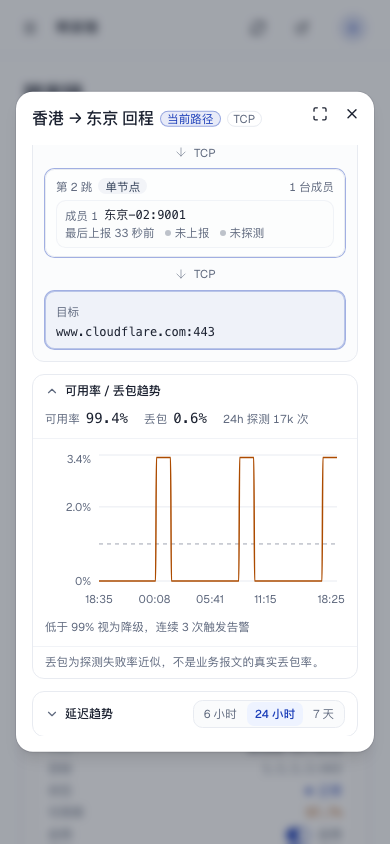 香港 → 东京 回程 当前路径 TCP
↓ TCP
第 2 跳 单节点 1 台成员
成员 1 东京-02:9001
最后上报 33 秒前 未上报 未探测
↓ TCP
目标
www.cloudflare.com:443
可用率 / 丢包趋势
可用率 99.4% 丢包 0.6% 24h 探测 17k 次
3.4%
2.0%
0%
18:35 00:08 05:41 11:15 18:25
低于 99% 视为降级，连续 3 次触发告警
丢包为探测失败率近似，不是业务报文的真实丢包率。
延迟趋势 6 小时 24 小时 7 天